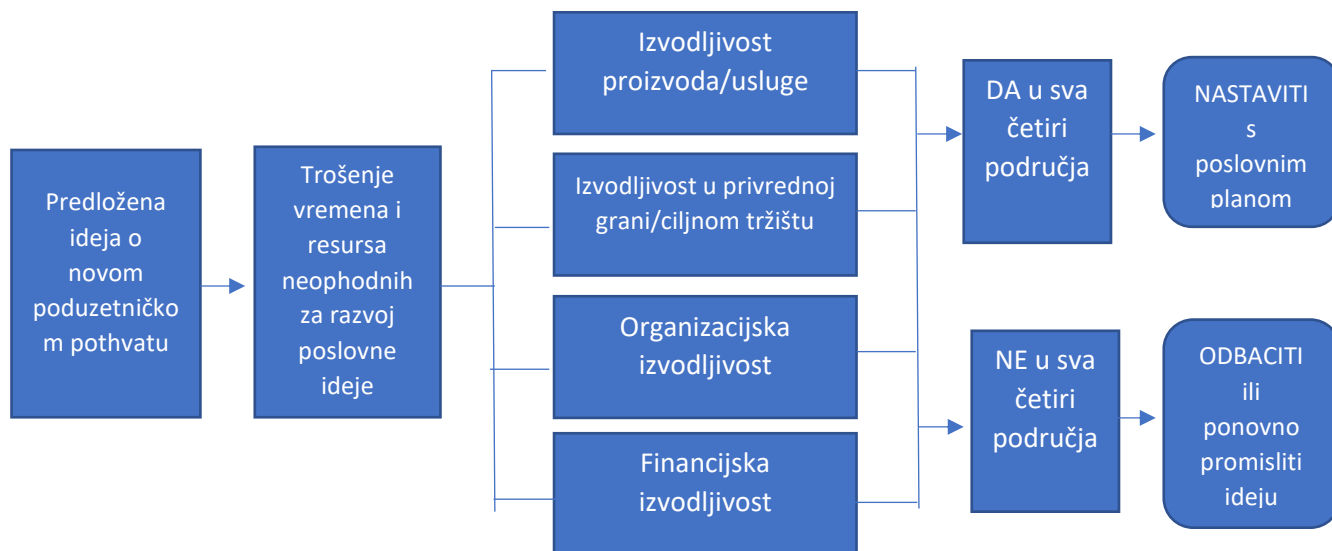 Predložena
ideja o
novom
poduzetničko
m pothvatu
Trošenje
vremena i
resursa
neophodnih
za razvoj
poslovne
ideje
Izvodljivost
proizvoda/usluge
Izvodljivost u privrednoj
grani/ciljnom tržištu
Organizacijska
izvodljivost
Financijska
izvodljivost
DA u sva
četiri
područja
NASTAVITI
s
poslovnim
planom
NE u sva
četiri
područja
ODBACITI
ili
ponovno
promisliti
ideju